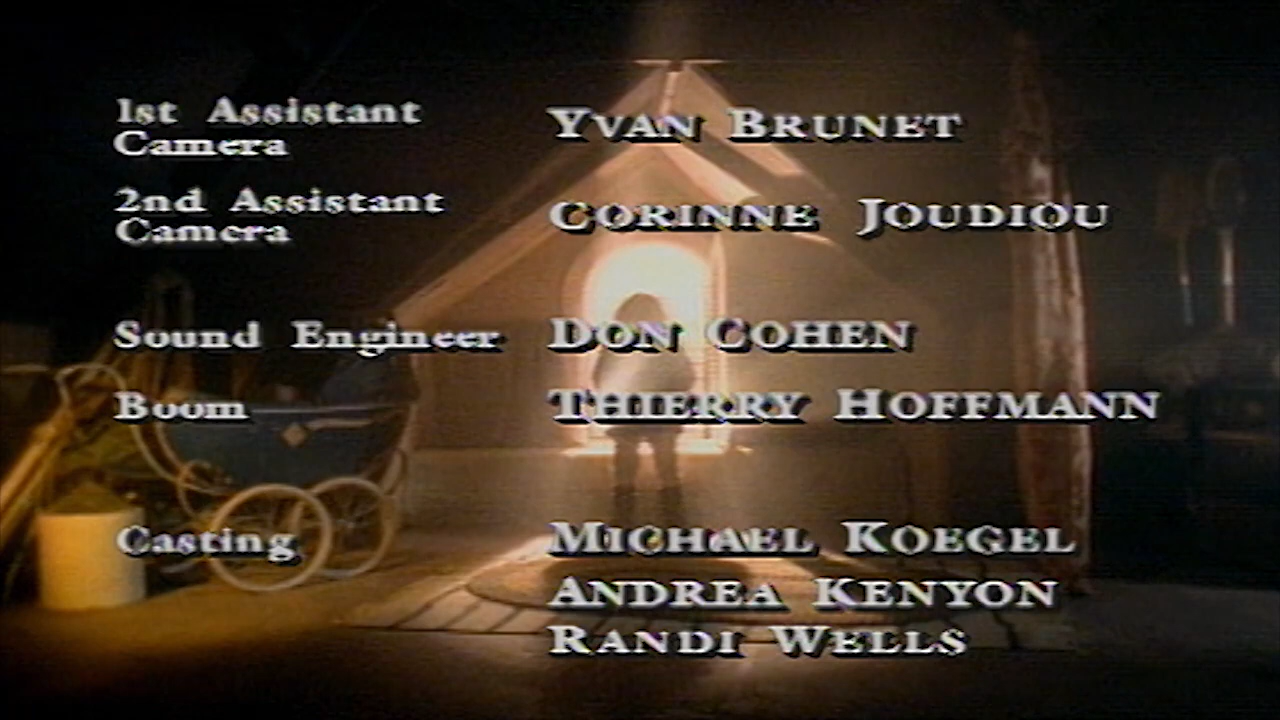 1st Assistant
Camera
YVAN BRUNET
2nd Assistant
Camera
CORINNE JOUDIOU
Sound Engineer DON COHEN
Boom THIERRY HOFFMANN
Casting MICHAEL KOEGEL
ANDREA KENYON
RANDI WELLS